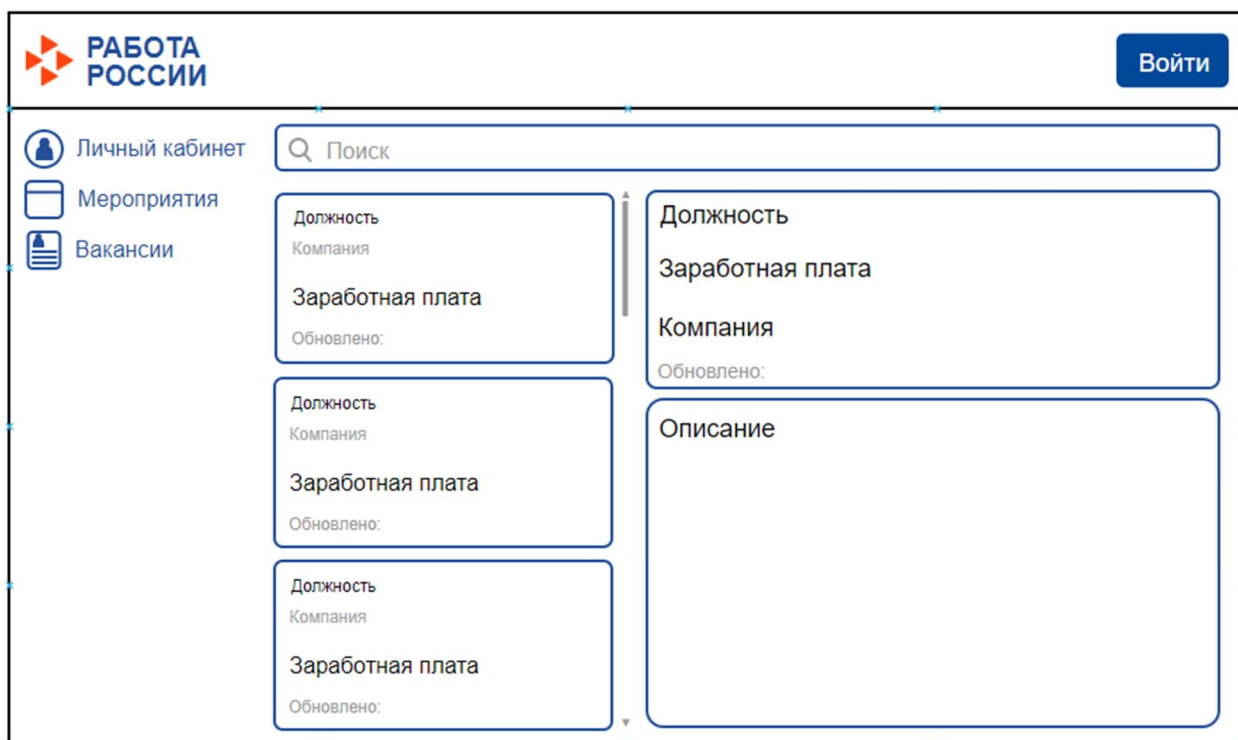 РАБОТА
РОССИИ
Войти
Личный кабинет
Мероприятия
Вакансии
Поиск
Должность
Компания
Заработная плата
Обновлено:
Должность
Компания
Заработная плата
Обновлено:
Должность
Компания
Заработная плата
Обновлено:
Должность
Заработная плата
Компания
Обновлено:
Описание